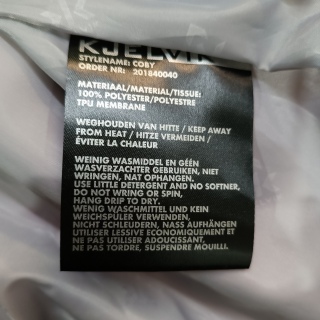 KJELVIK
STYLENAME: COBY
ORDER NR: 201840040
MATERIAAL/MATERIAL/TISSUE:
100% POLYESTER/POLYESTRE
TPU MEMBRANE
WEGHOUDEN VAN HITTE / KEEP AWAY
FROM HEAT / HITZE VERMEIDEN /
ÉVITER LA CHALEUR
WEINIG WASMIDDEL EN GÉÉN
WASVERZACHTER GEBRUIKEN, NIET
WRINGEN, NAT OPHANGEN.
USE LITTLE DETERGENT AND NO SOFTNER,
DO NOT WRING OR SPIN,
HANG DRIP TO DRY.
WENIG WASCHMITTEL UND KEIN
WEICHSPÜLER VERWENDEN,
NICHT SCHLEUDERN, NASS AUFHÄNGEN
UTILISER LESSIVE ECONOMIQUEMENT ET
NE PAS UTILISER ADOUCISSANT.
NE PAS TORDRE, SUSPENDRE MOUILLI.